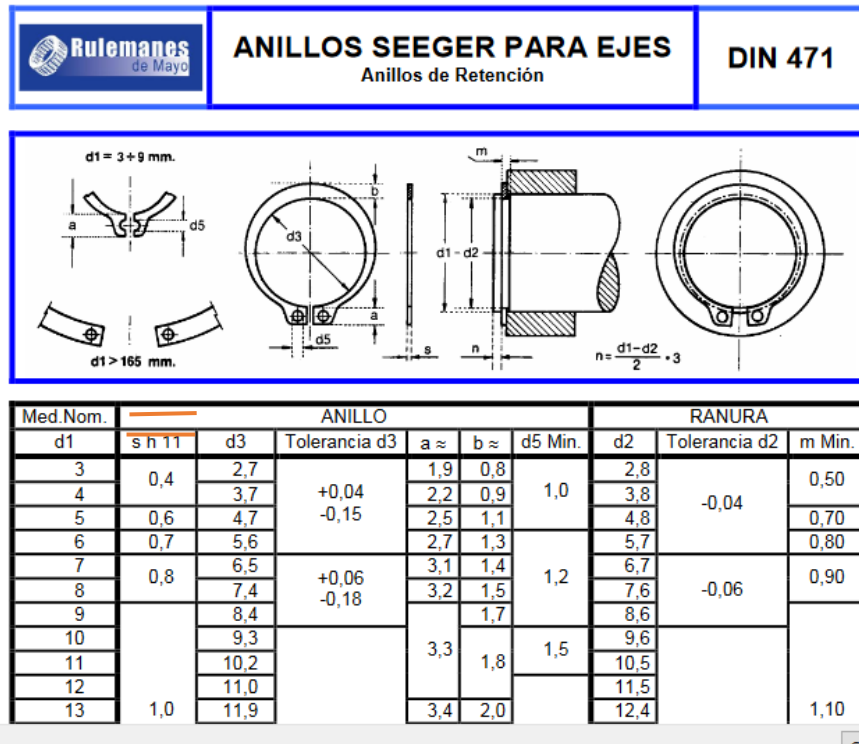 Rulemanes
de Mayo
ANILLOS SEEGER PARA EJES
Anillos de Retención
DIN 471
d1 = 3 ÷ 9 mm.
a
d5
d1 > 165 mm.
d3
b
a
d5
s
m
d1 - d2
n
n = d1-d2 / 2 • 3
Med.Nom. ANILLO RANURA
d1 s h 11 d3 Tolerancia d3 a ≈ b ≈ d5 Min. d2 Tolerancia d2 m Min.
3 0,4 2,7 +0,04 -0,15 1,9 0,8 1,0 2,8 -0,04 0,50
4 3,7 2,2 0,9 3,8
5 0,6 4,7 2,5 1,1 4,8 0,70
6 0,7 5,6 2,7 1,3 1,2 5,7 0,80
7 0,8 6,5 +0,06 -0,18 3,1 1,4 6,7 -0,06 0,90
8 7,4 3,2 1,5 7,6
9 1,0 8,4 3,3 1,7 8,6 1,10
10 9,3 1,8 1,5 9,6
11 10,2 10,5
12 11,0 11,5
13 11,9 3,4 2,0 12,4